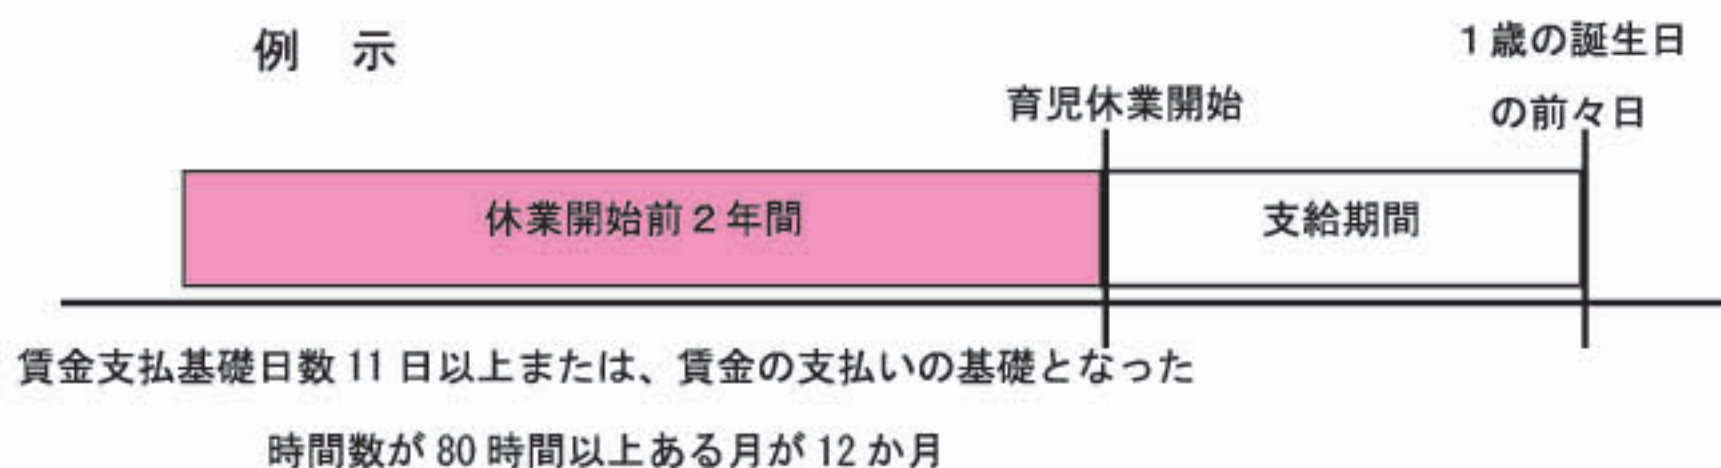 例 示
1歳の誕生日
の前々日
育児休業開始
休業開始前2年間
支給期間
賃金支払基礎日数11日以上または、賃金の支払いの基礎となった
時間数が80時間以上ある月が12か月